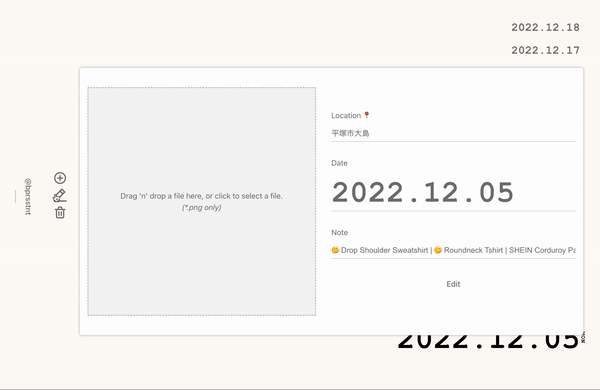 2022.12.18
2022.12.17
@bprsstnt
Drag 'n' drop a file here, or click to select a file.
(*.png only)
Location📍
平塚市大島
Date
2022.12.05
Note
Drop Shoulder Sweatshirt | 😋 Roundneck Tshirt | SHEIN Corduroy Pa
Edit
2022.12.05